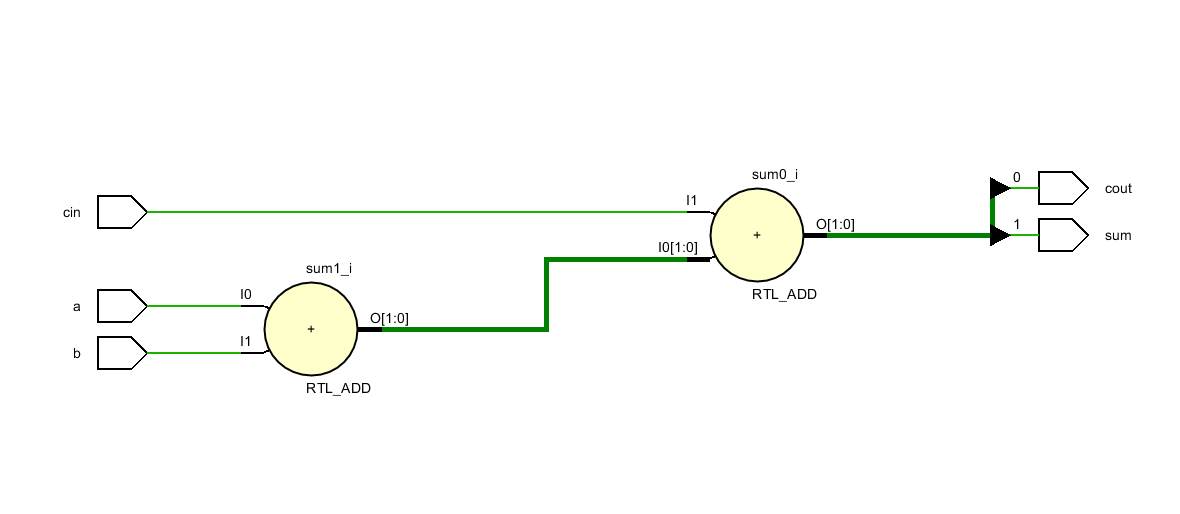 sum0_i
0
cout
I1
cin
+
O[1:0]
1
sum
I0[1:0]
sum1_i
RTL_ADD
I0
a
O[1:0]
+
I1
b
RTL_ADD